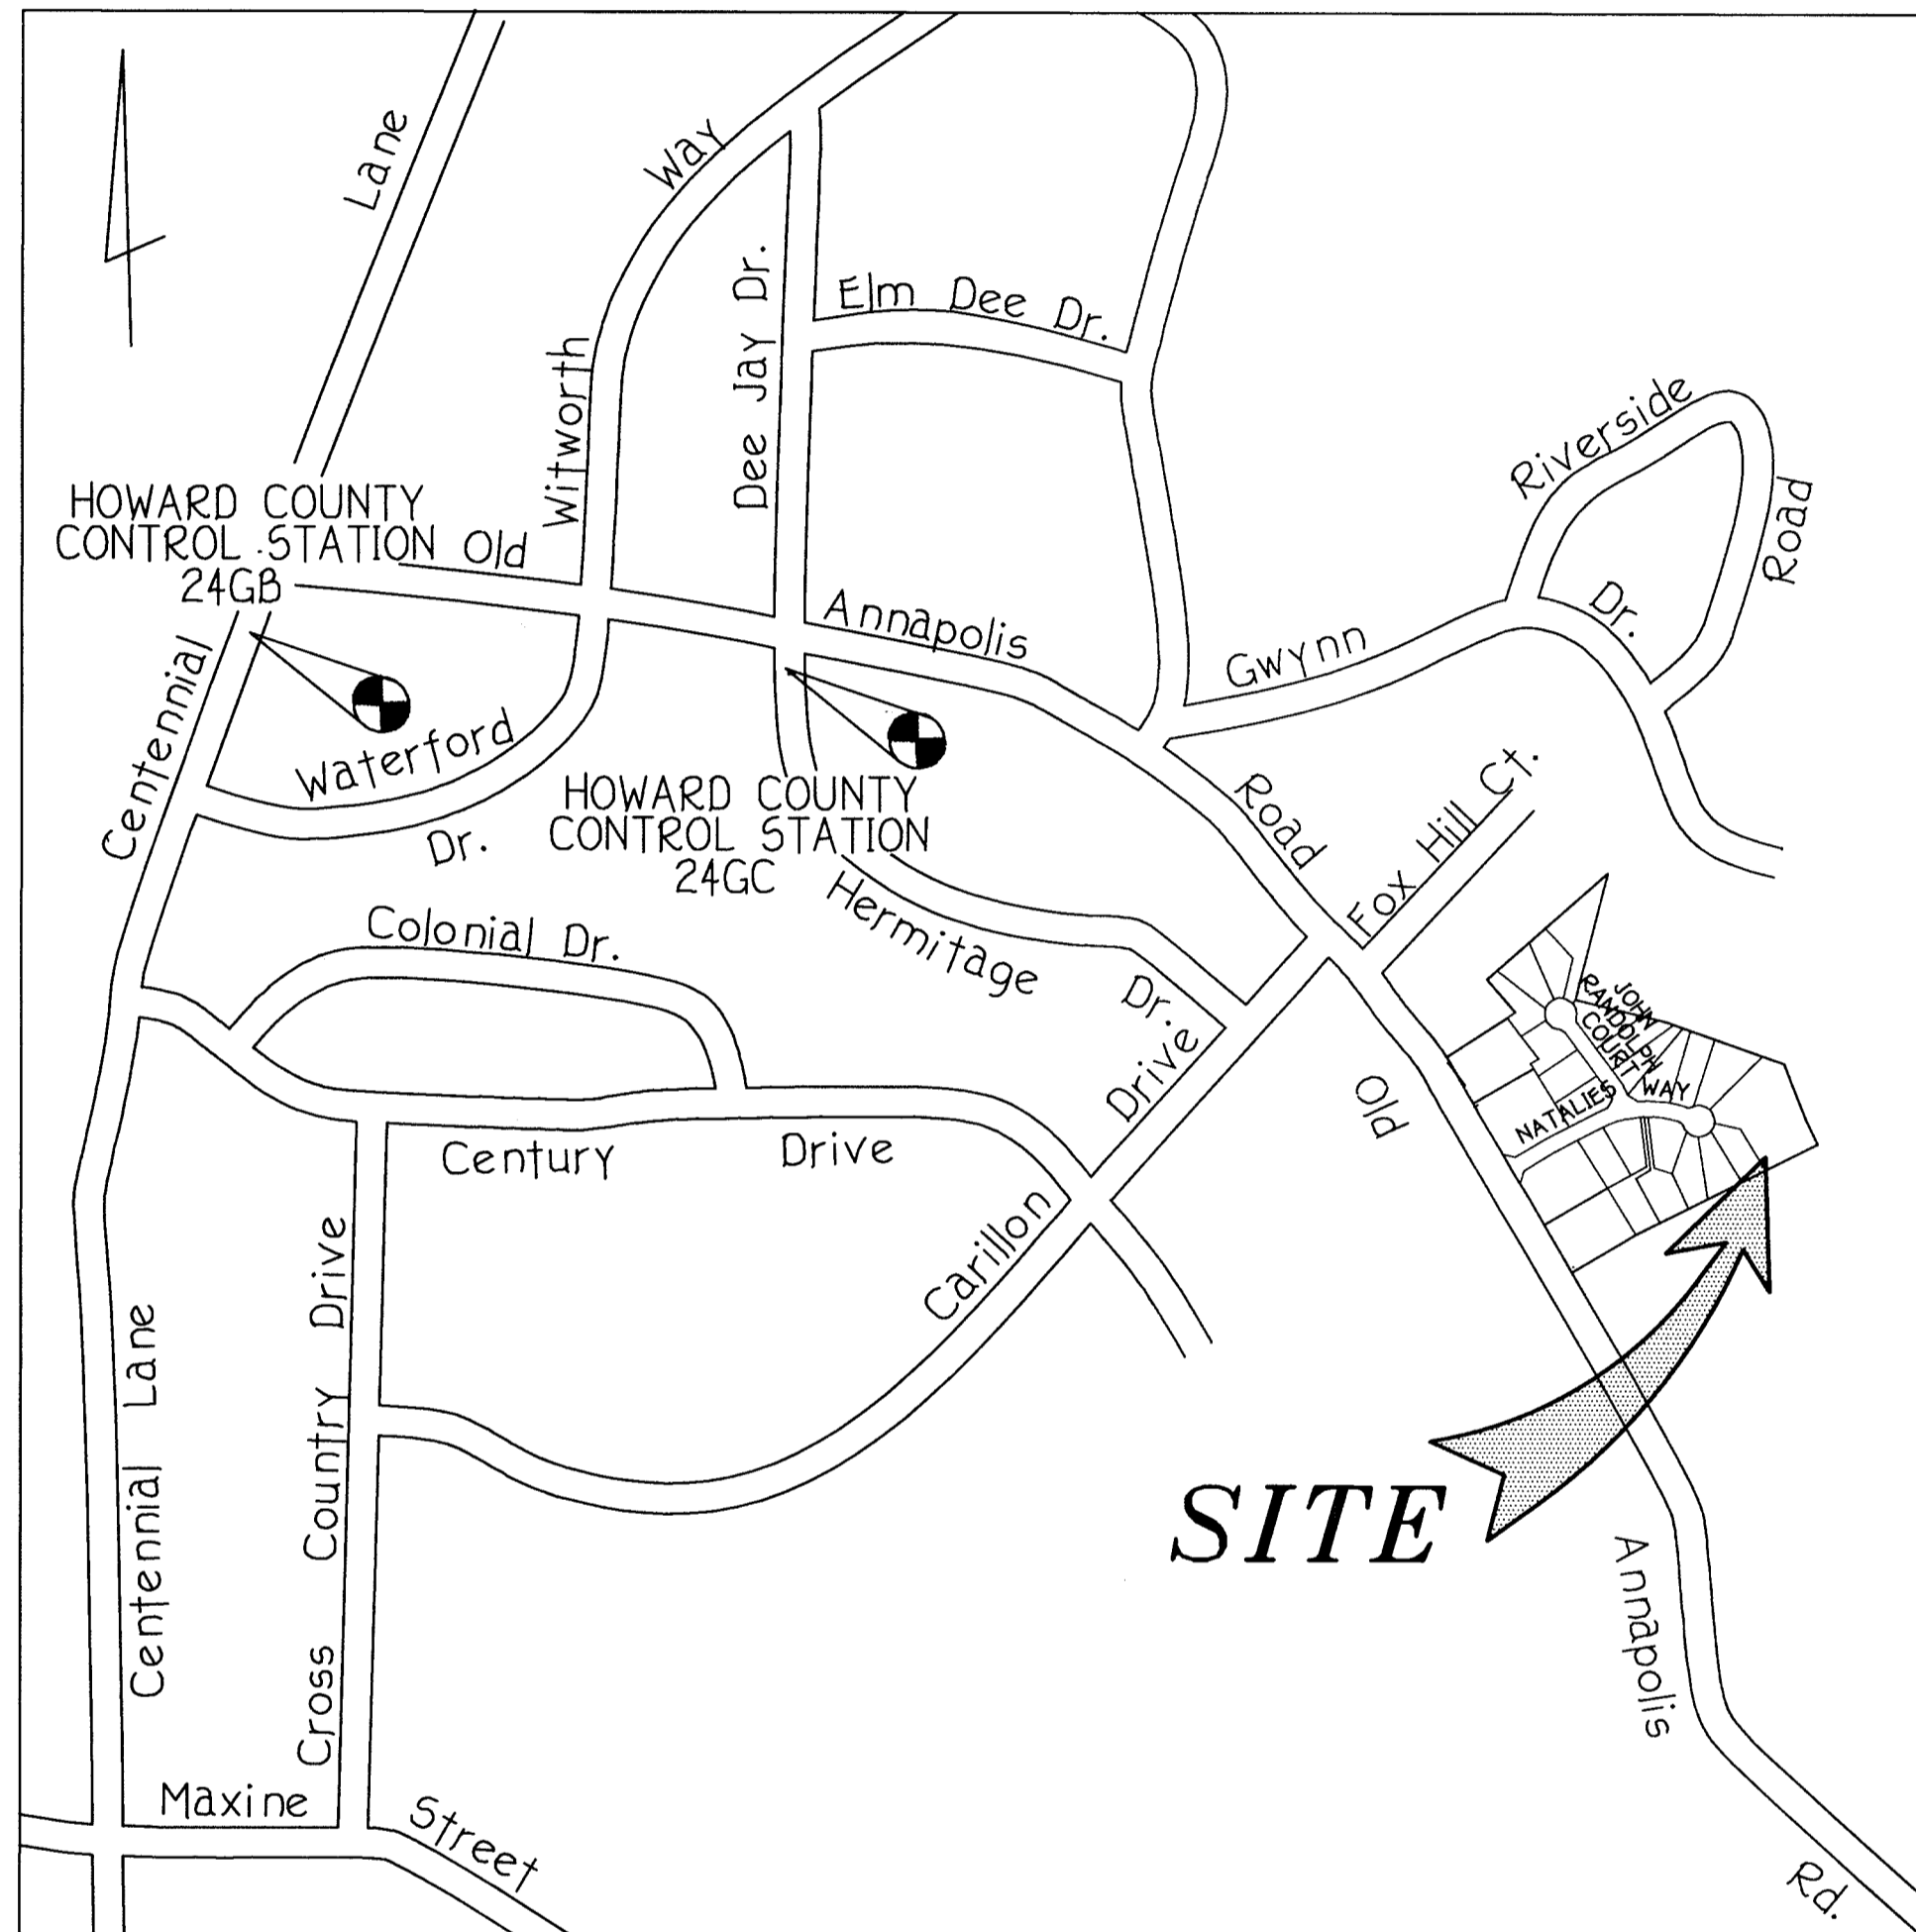 Lane
Way
Witworth
Dee Jay Dr.
Elm Dee Dr.
Riverside
Road
HOWARD COUNTY
CONTROL STATION
24GB
Old
Annapolis
Road
Gwynn
Dr.
Centennial
Waterford
Dr.
HOWARD COUNTY
CONTROL STATION
24GC
Fox Hill Ct.
Hermitage
Dr.
Colonial Dr.
JOHN
RANDOLPH
COURT
NATALIES WAY
Drive
Old
Century Drive
Carillon
Cross Country Drive
Centennial Lane
SITE
Annapolis
Rd.
Maxine
Street